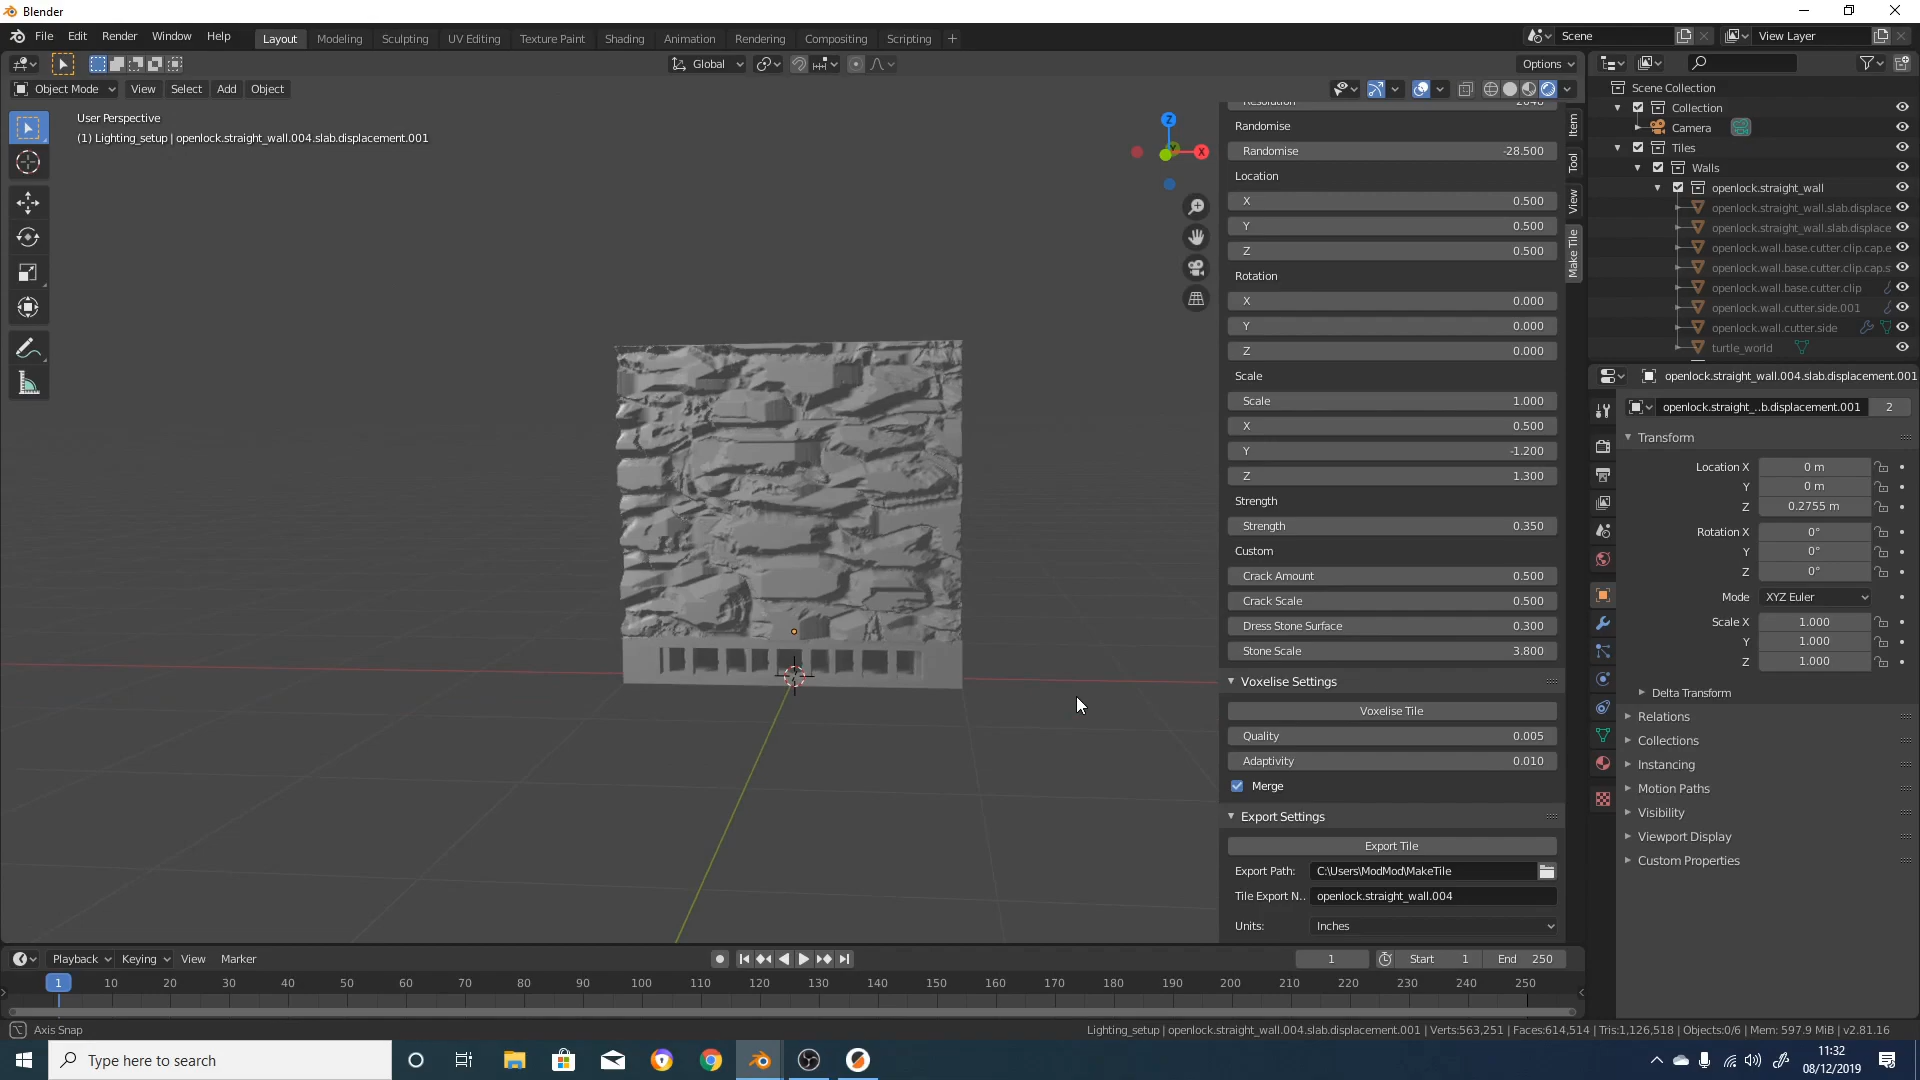 Blender
File Edit Render Window Help
Layout Modeling Sculpting UV Editing Texture Paint Shading Animation Rendering Compositing Scripting +
Scene
View Layer
Global
Options
Object Mode View Select Add Object
User Perspective
(1) Lighting_setup | openlock.straight_wall.004.slab.displacement.001
Z
X
Resolution 2048
Randomise
Randomise -28.500
Location
X 0.500
Y 0.500
Z 0.500
Rotation
X 0.000
Y 0.000
Z 0.000
Scale
Scale 1.000
X 0.500
Y -1.200
Z 1.300
Strength
Strength 0.350
Custom
Crack Amount 0.500
Crack Scale 0.500
Dress Stone Surface 0.300
Stone Scale 3.800
Voxelise Settings
Voxelise Tile
Quality 0.005
Adaptivity 0.010
Merge
Export Settings
Export Tile
Export Path: C:\Users\ModMod\MakeTile
Tile Export N.. openlock.straight_wall.004
Units: Inches
Item
Tool
View
Make Tile
Scene Collection
Collection
Camera
Tiles
Walls
openlock.straight_wall
openlock.straight_wall.slab.displace
openlock.straight_wall.slab.displace
openlock.wall.base.cutter.clip.cap.e
openlock.wall.base.cutter.clip.cap.s
openlock.wall.base.cutter.clip
openlock.wall.cutter.side.001
openlock.wall.cutter.side
turtle_world
openlock.straight_wall.004.slab.displacement.001
openlock.straight_..b.displacement.001 2
Transform
Location X 0 m
Y 0 m
Z 0.2755 m
Rotation X 0°
Y 0°
Z 0°
Mode XYZ Euler
Scale X 1.000
Y 1.000
Z 1.000
Delta Transform
Relations
Collections
Instancing
Motion Paths
Visibility
Viewport Display
Custom Properties
Playback Keying View Marker
1 Start 1 End 250
1 10 20 30 40 50 60 70 80 90 100 110 120 130 140 150 160 170 180 190 200 210 220 230 240 250
Axis Snap
Lighting_setup | openlock.straight_wall.004.slab.displacement.001 | Verts:563,251 | Faces:614,514 | Tris:1,126,518 | Objects:0/6 | Mem: 597.9 MiB | v2.81.16
Type here to search
11:32
08/12/2019